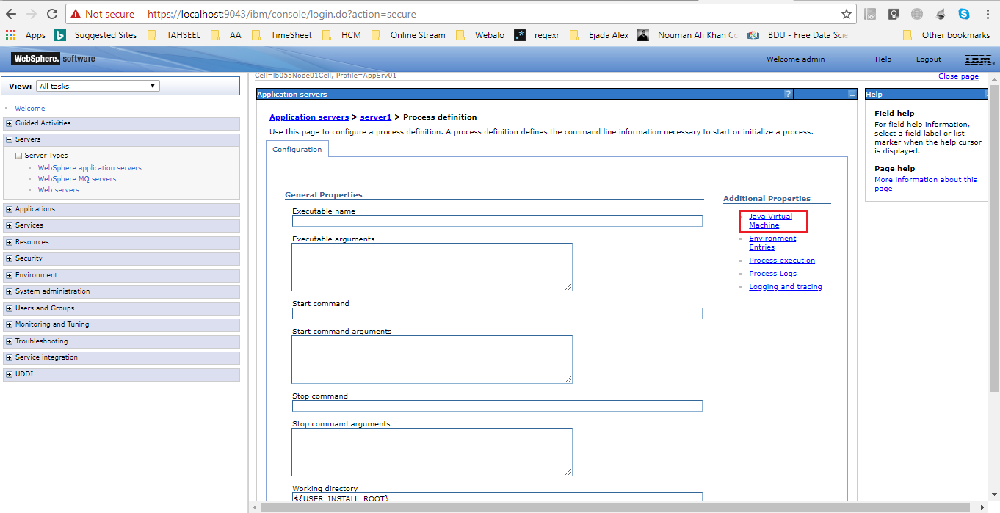 Not secure | https://localhost:9043/ibm/console/login.do?action=secure
Apps Suggested Sites TAHSEEL AA TimeSheet HCM Online Stream Webalo regexr Ejada Alex Nouman Ali Khan Co BDU - Free Data Scie Other bookmarks
WebSphere. software Welcome admin Help | Logout IBM.
View: All tasks
Welcome
Guided Activities
Servers
Server Types
WebSphere application servers
WebSphere MQ servers
Web servers
Applications
Services
Resources
Security
Environment
System administration
Users and Groups
Monitoring and Tuning
Troubleshooting
Service integration
UDDI
Cell=lb055Node01Cell, Profile=AppSrv01
Close page
Application servers ?
Application servers > server1 > Process definition
Use this page to configure a process definition. A process definition defines the command line information necessary to start or initialize a process.
Configuration
General Properties
Executable name
Executable arguments
Start command
Start command arguments
Stop command
Stop command arguments
Working directory
${USER_INSTALL_ROOT}
Additional Properties
Java Virtual
Machine
Environment
Entries
Process execution
Process Logs
Logging and tracing
Help
Field help
For field help information,
select a field label or list
marker when the help cursor
is displayed.
Page help
More information about this
page